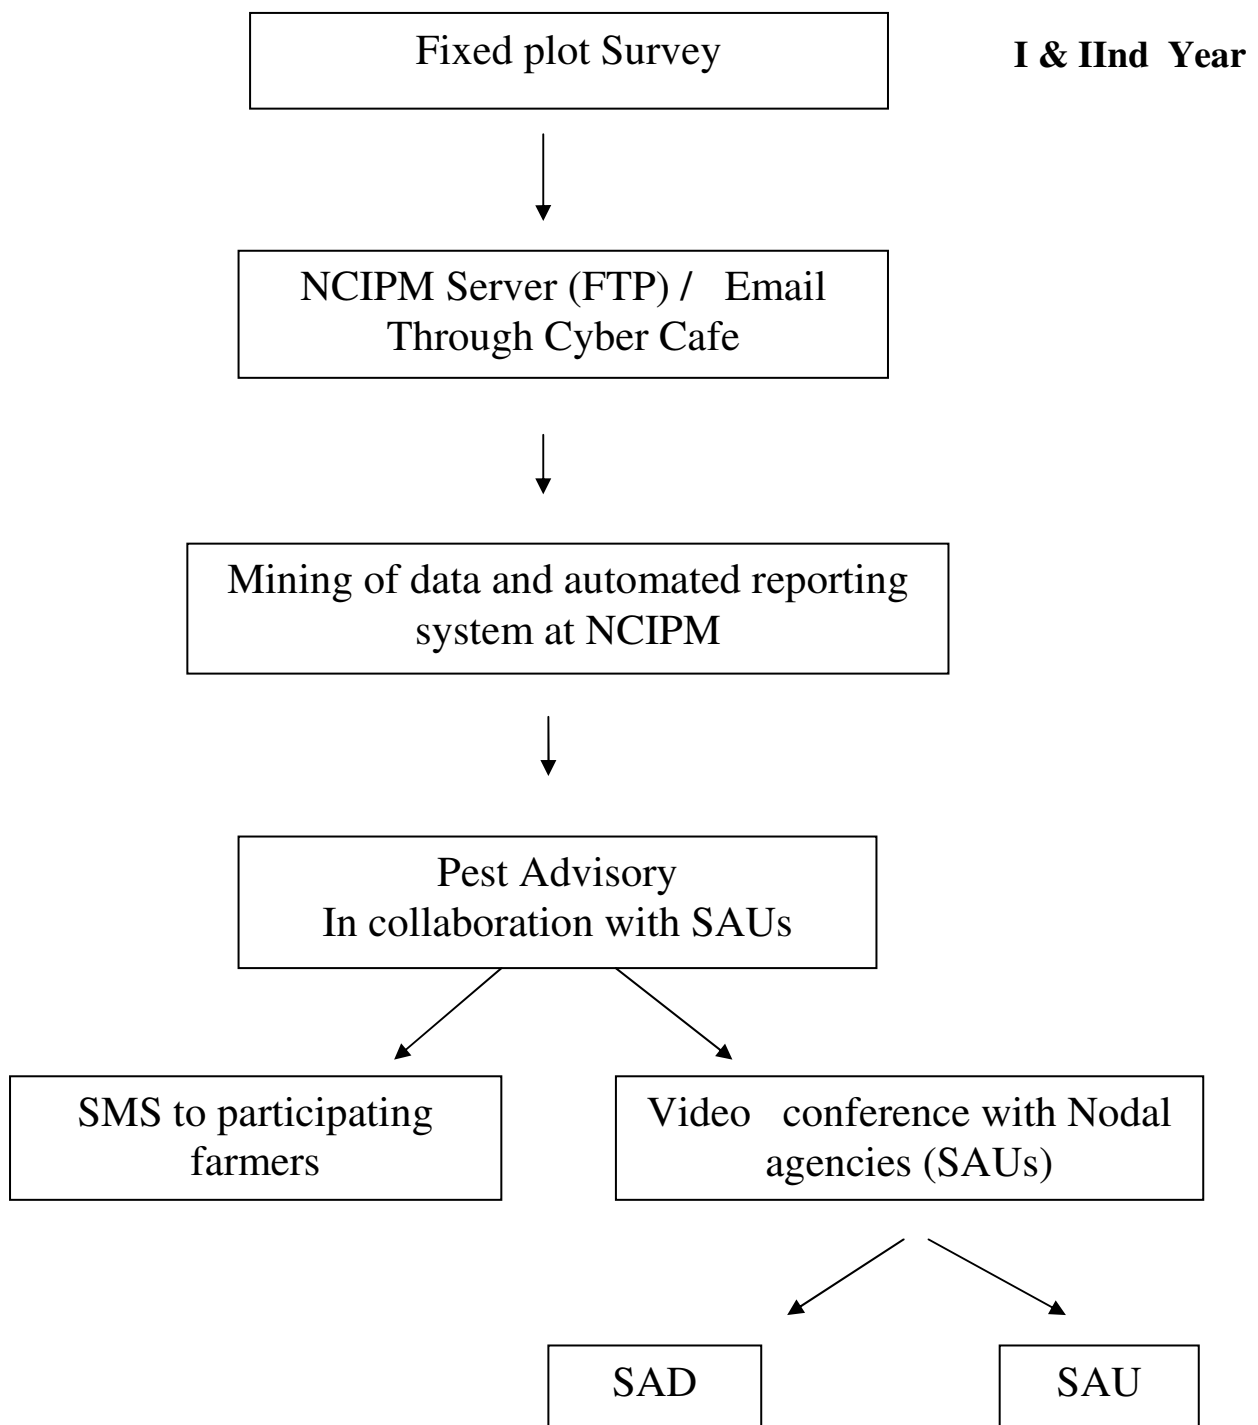 Fixed plot Survey
I & IInd Year
NCIPM Server (FTP) / Email
Through Cyber Cafe
Mining of data and automated reporting
system at NCIPM
Pest Advisory
In collaboration with SAUs
SMS to participating
farmers
Video conference with Nodal
agencies (SAUs)
SAD
SAU